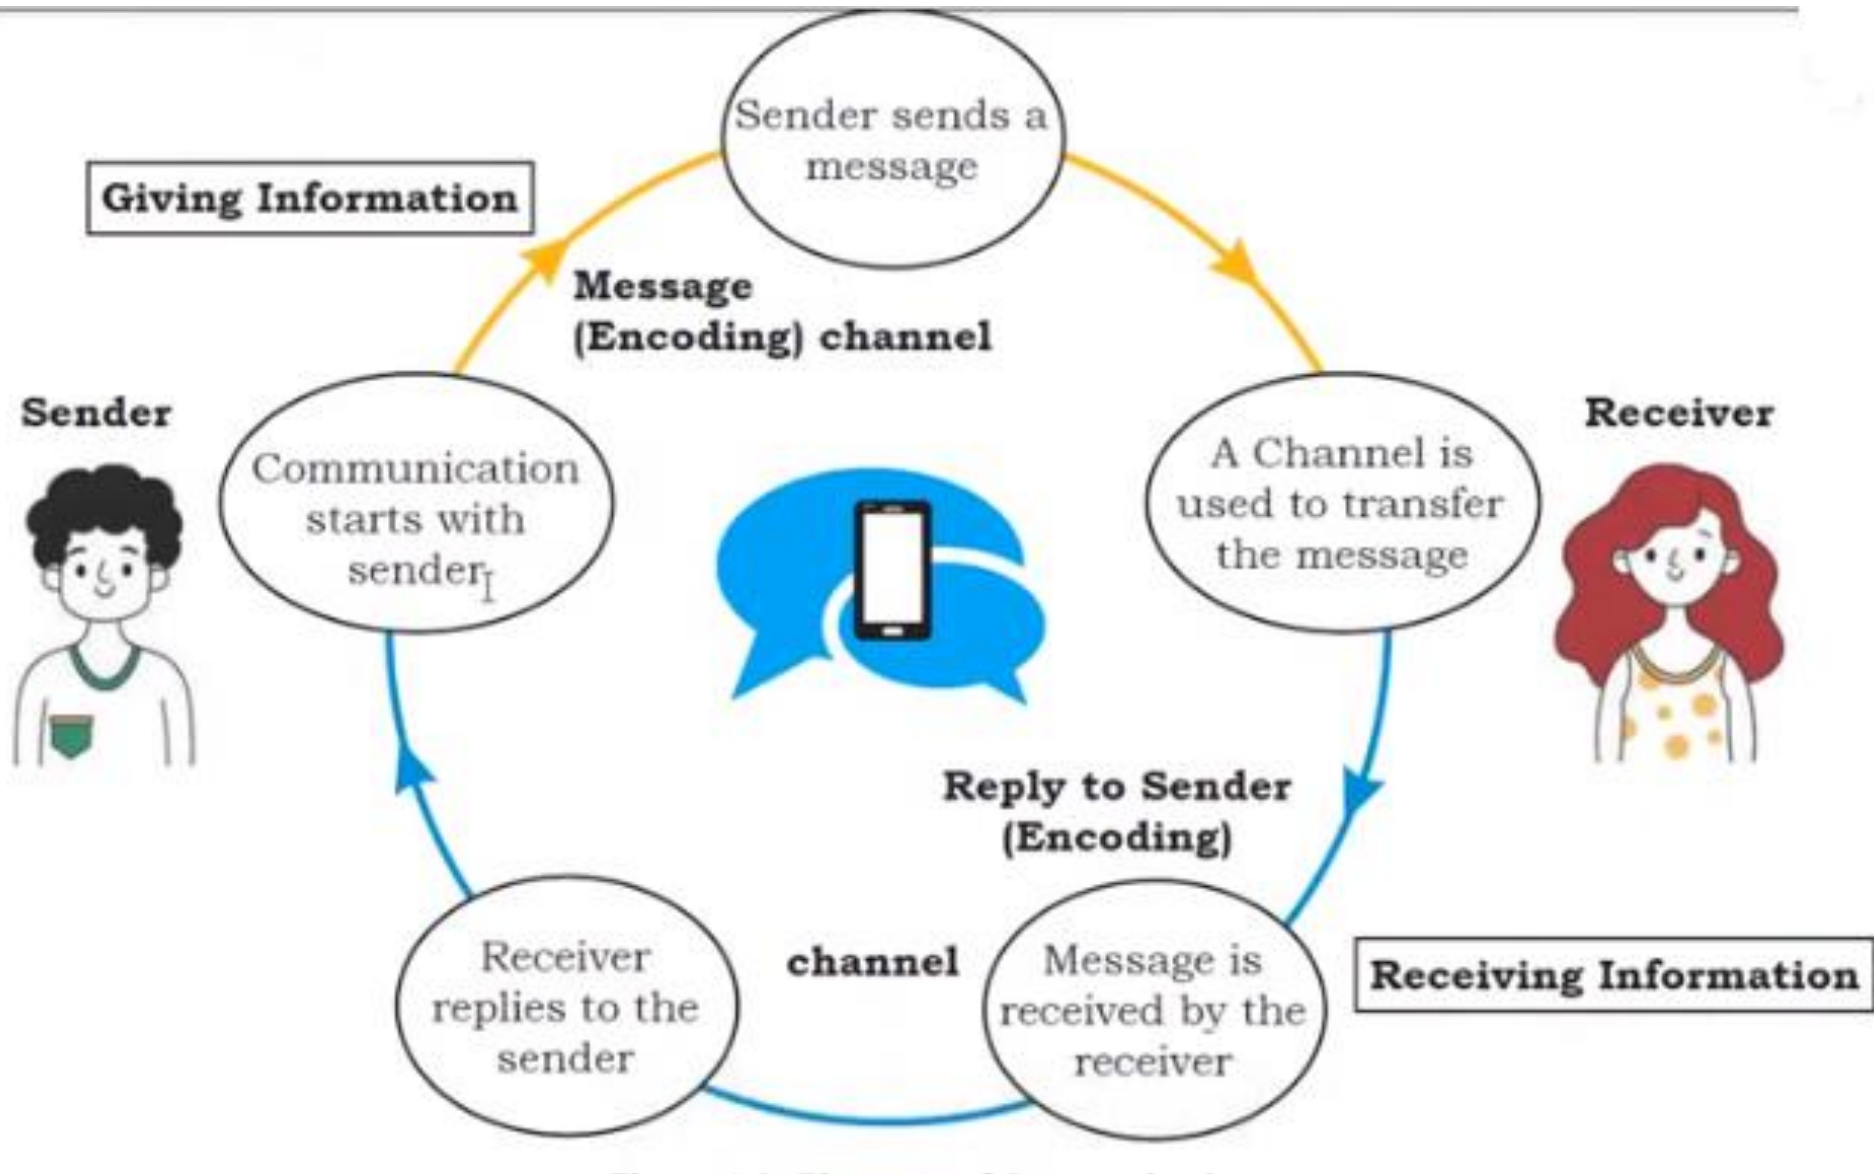 Sender sends a
message
Giving Information
Message
(Encoding) channel
Sender
Communication
starts with
sender
A Channel is
used to transfer
the message
Receiver
Reply to Sender
(Encoding)
Receiver
replies to the
sender
channel
Message is
received by the
receiver
Receiving Information